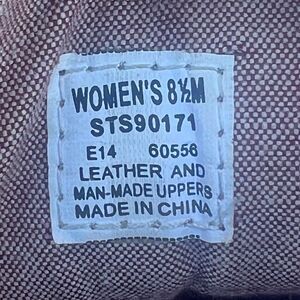 WOMEN'S 8½M
STS90171
E14 60556
LEATHER AND
MAN-MADE UPPERS
MADE IN CHINA